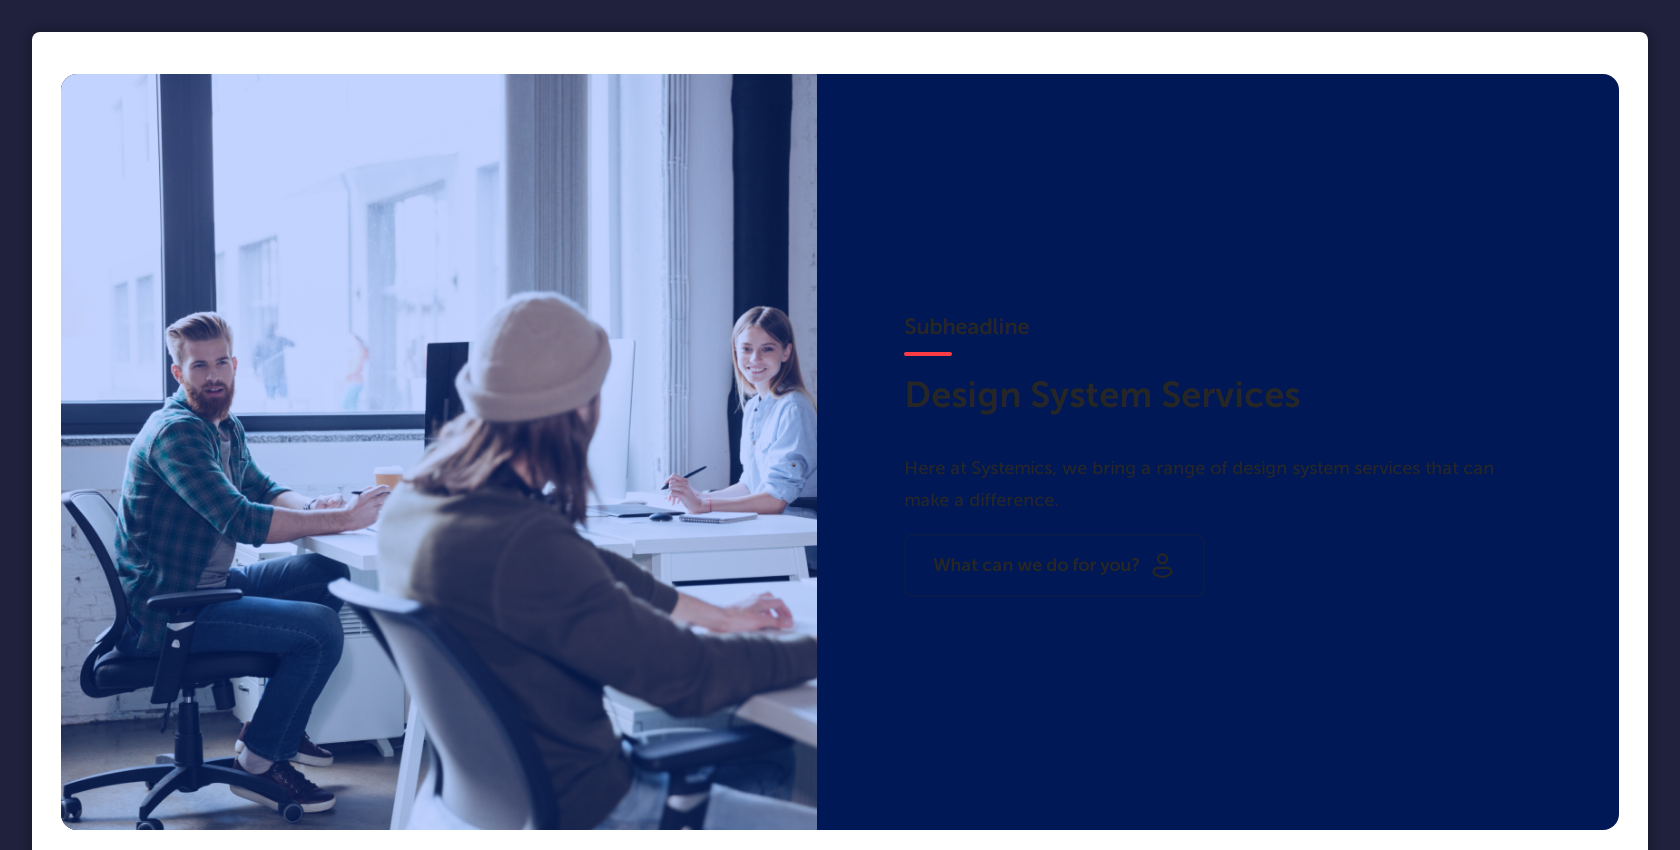 Subheadline
Design System Services
Here at Systemics, we bring a range of design system services that can
make a difference.
What can we do for you?